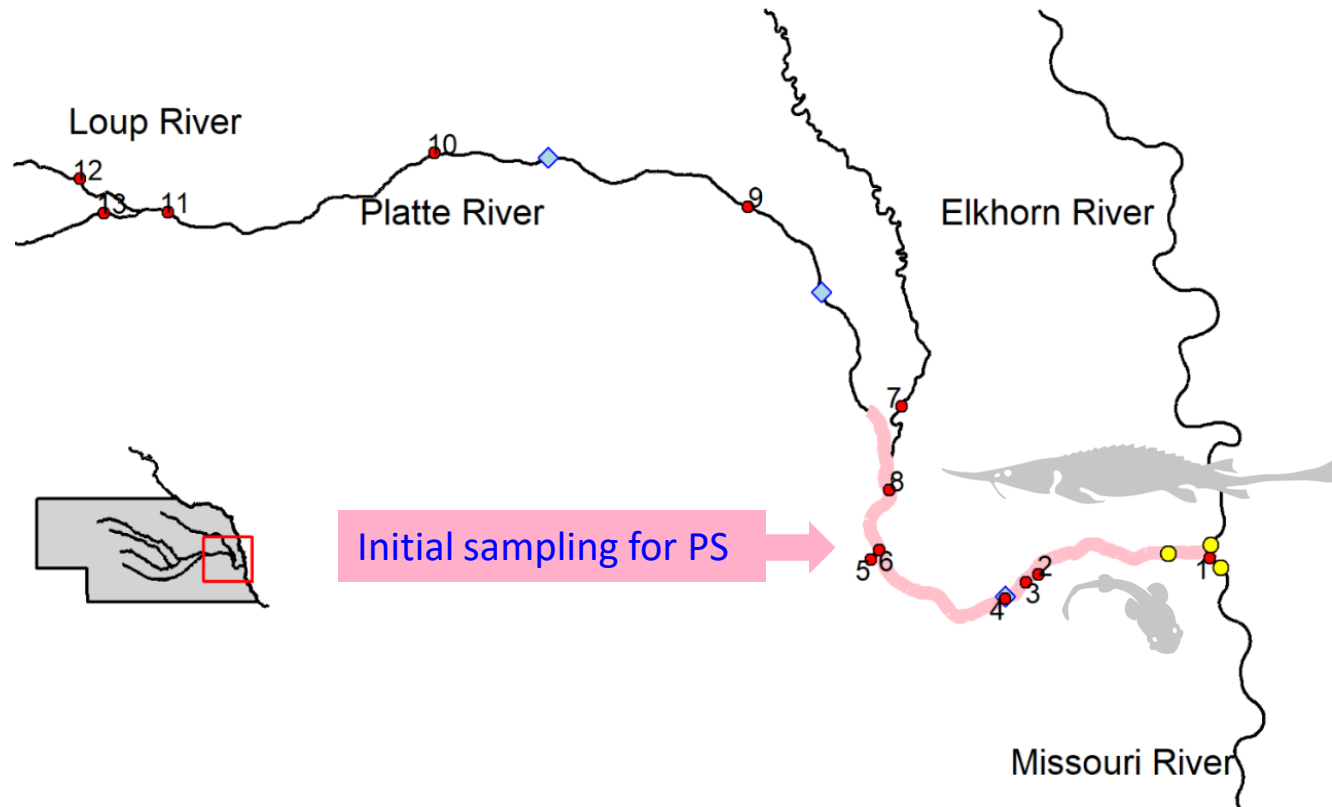 Loup River
12
13
11
10
Platte River
9
Elkhorn River
7
8
Initial sampling for PS
6
5
2
3
4
1
Missouri River